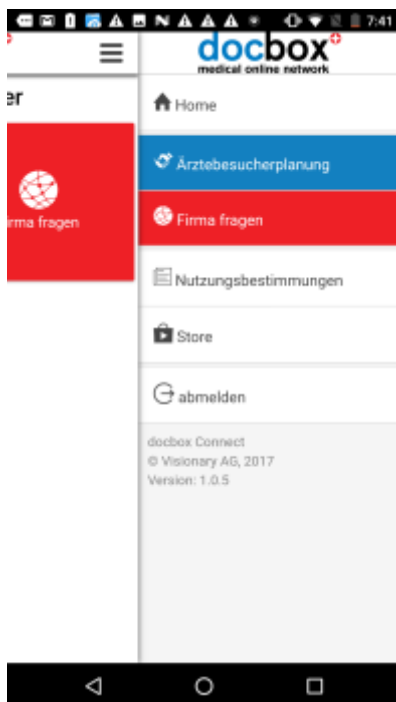 7:41
docbox
medical online network
er
Home
Ärztebesucherplanung
Firma fragen
irma fragen
Nutzungsbestimmungen
Store
abmelden
docbox Connect
© Visionary AG, 2017
Version: 1.0.5